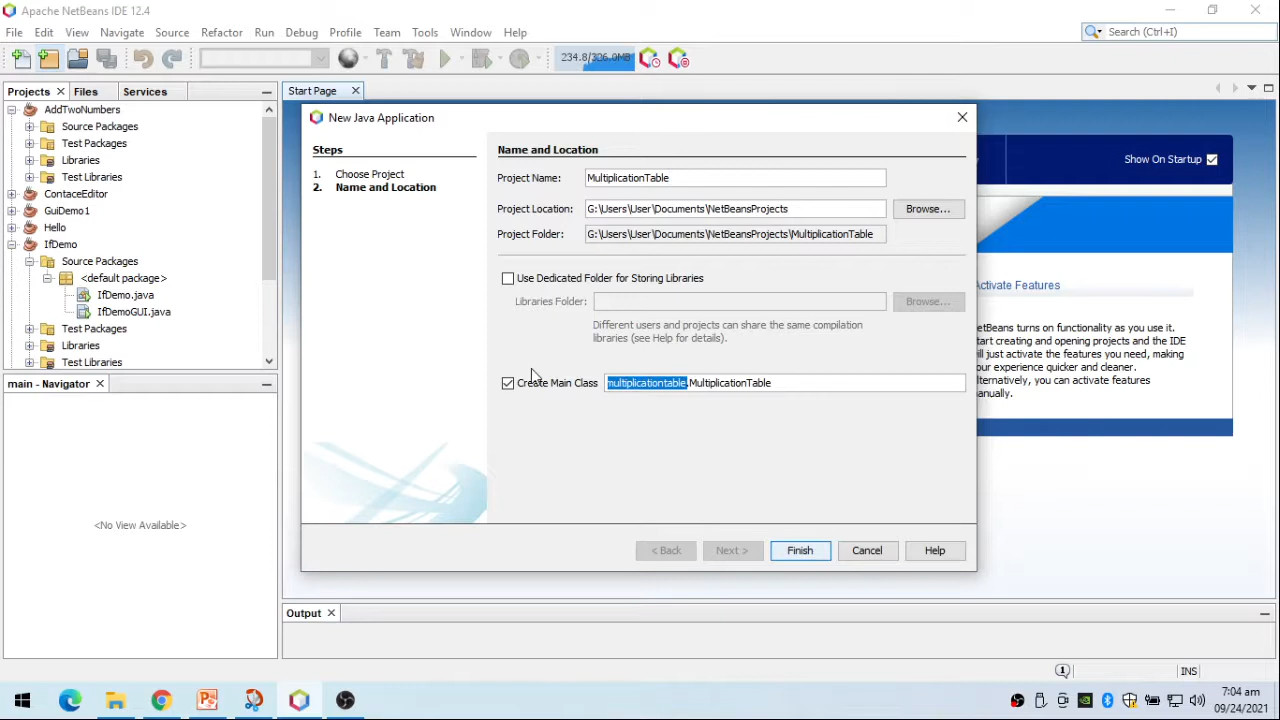 Apache NetBeans IDE 12.4
File Edit View Navigate Source Refactor Run Debug Profile Team Tools Window Help
Search (Ctrl+I)
234.8/326.0MB
Projects Files Services
Start Page
AddTwoNumbers
Source Packages
Test Packages
Libraries
Test Libraries
ContaceEditor
GuiDemo1
Hello
IfDemo
Source Packages
<default package>
IfDemo.java
IfDemoGUI.java
Test Packages
Libraries
Test Libraries
main - Navigator
<No View Available>
New Java Application
Steps
1. Choose Project
2. Name and Location
Name and Location
Project Name: MultiplicationTable
Project Location: G:\Users\User\Documents\NetBeansProjects Browse...
Project Folder: G:\Users\User\Documents\NetBeansProjects\MultiplicationTable
Use Dedicated Folder for Storing Libraries
Libraries Folder: Browse...
Different users and projects can share the same compilation
libraries (see Help for details).
Create Main Class multiplicationtable.MultiplicationTable
< Back Next > Finish Cancel Help
Show On Startup
Activate Features
etBeans turns on functionality as you use it.
tart creating and opening projects and the IDE
ill just activate the features you need, making
our experience quicker and cleaner.
lternatively, you can activate features
anually.
Output
1 INS
7:04 am
09/24/2021